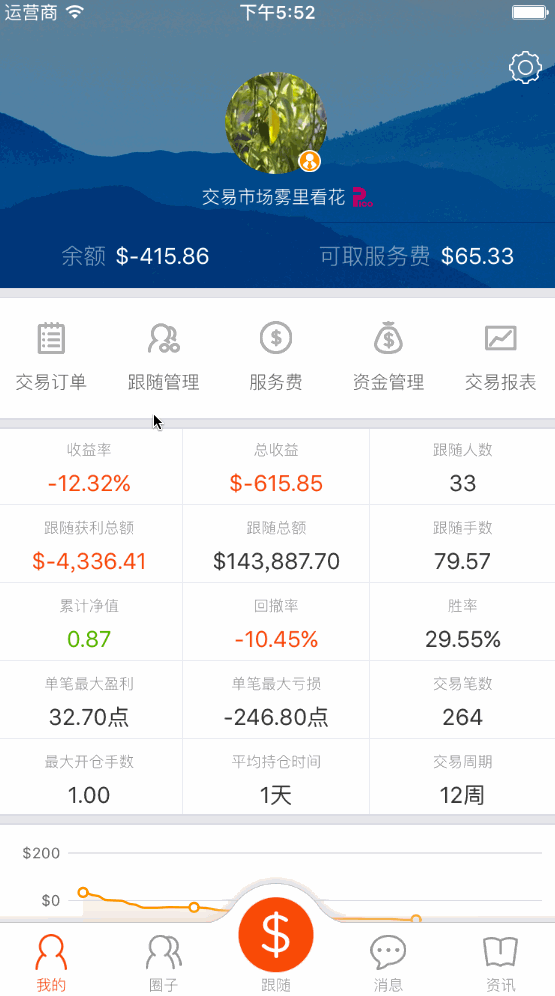 运营商 下午5:52
交易市场雾里看花
余额 $-415.86 可取服务费 $65.33
交易订单 跟随管理 服务费 资金管理 交易报表
收益率 总收益 跟随人数
-12.32% $-615.85 33
跟随获利总额 跟随总额 跟随手数
$-4,336.41 $143,887.70 79.57
累计净值 回撤率 胜率
0.87 -10.45% 29.55%
单笔最大盈利 单笔最大亏损 交易笔数
32.70点 -246.80点 264
最大开仓手数 平均持仓时间 交易周期
1.00 1天 12周
$200
$0
$
我的 圈子 跟随 消息 资讯